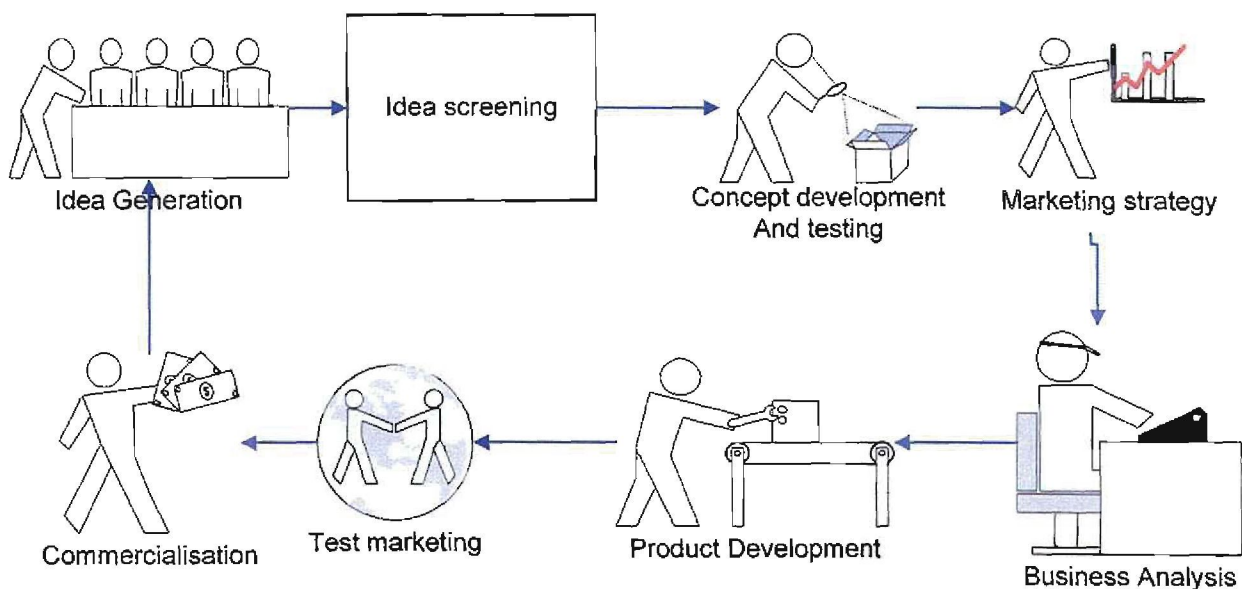 Idea Generation
Idea screening
Concept development
And testing
Marketing strategy
Business Analysis
Product Development
Test marketing
Commercialisation